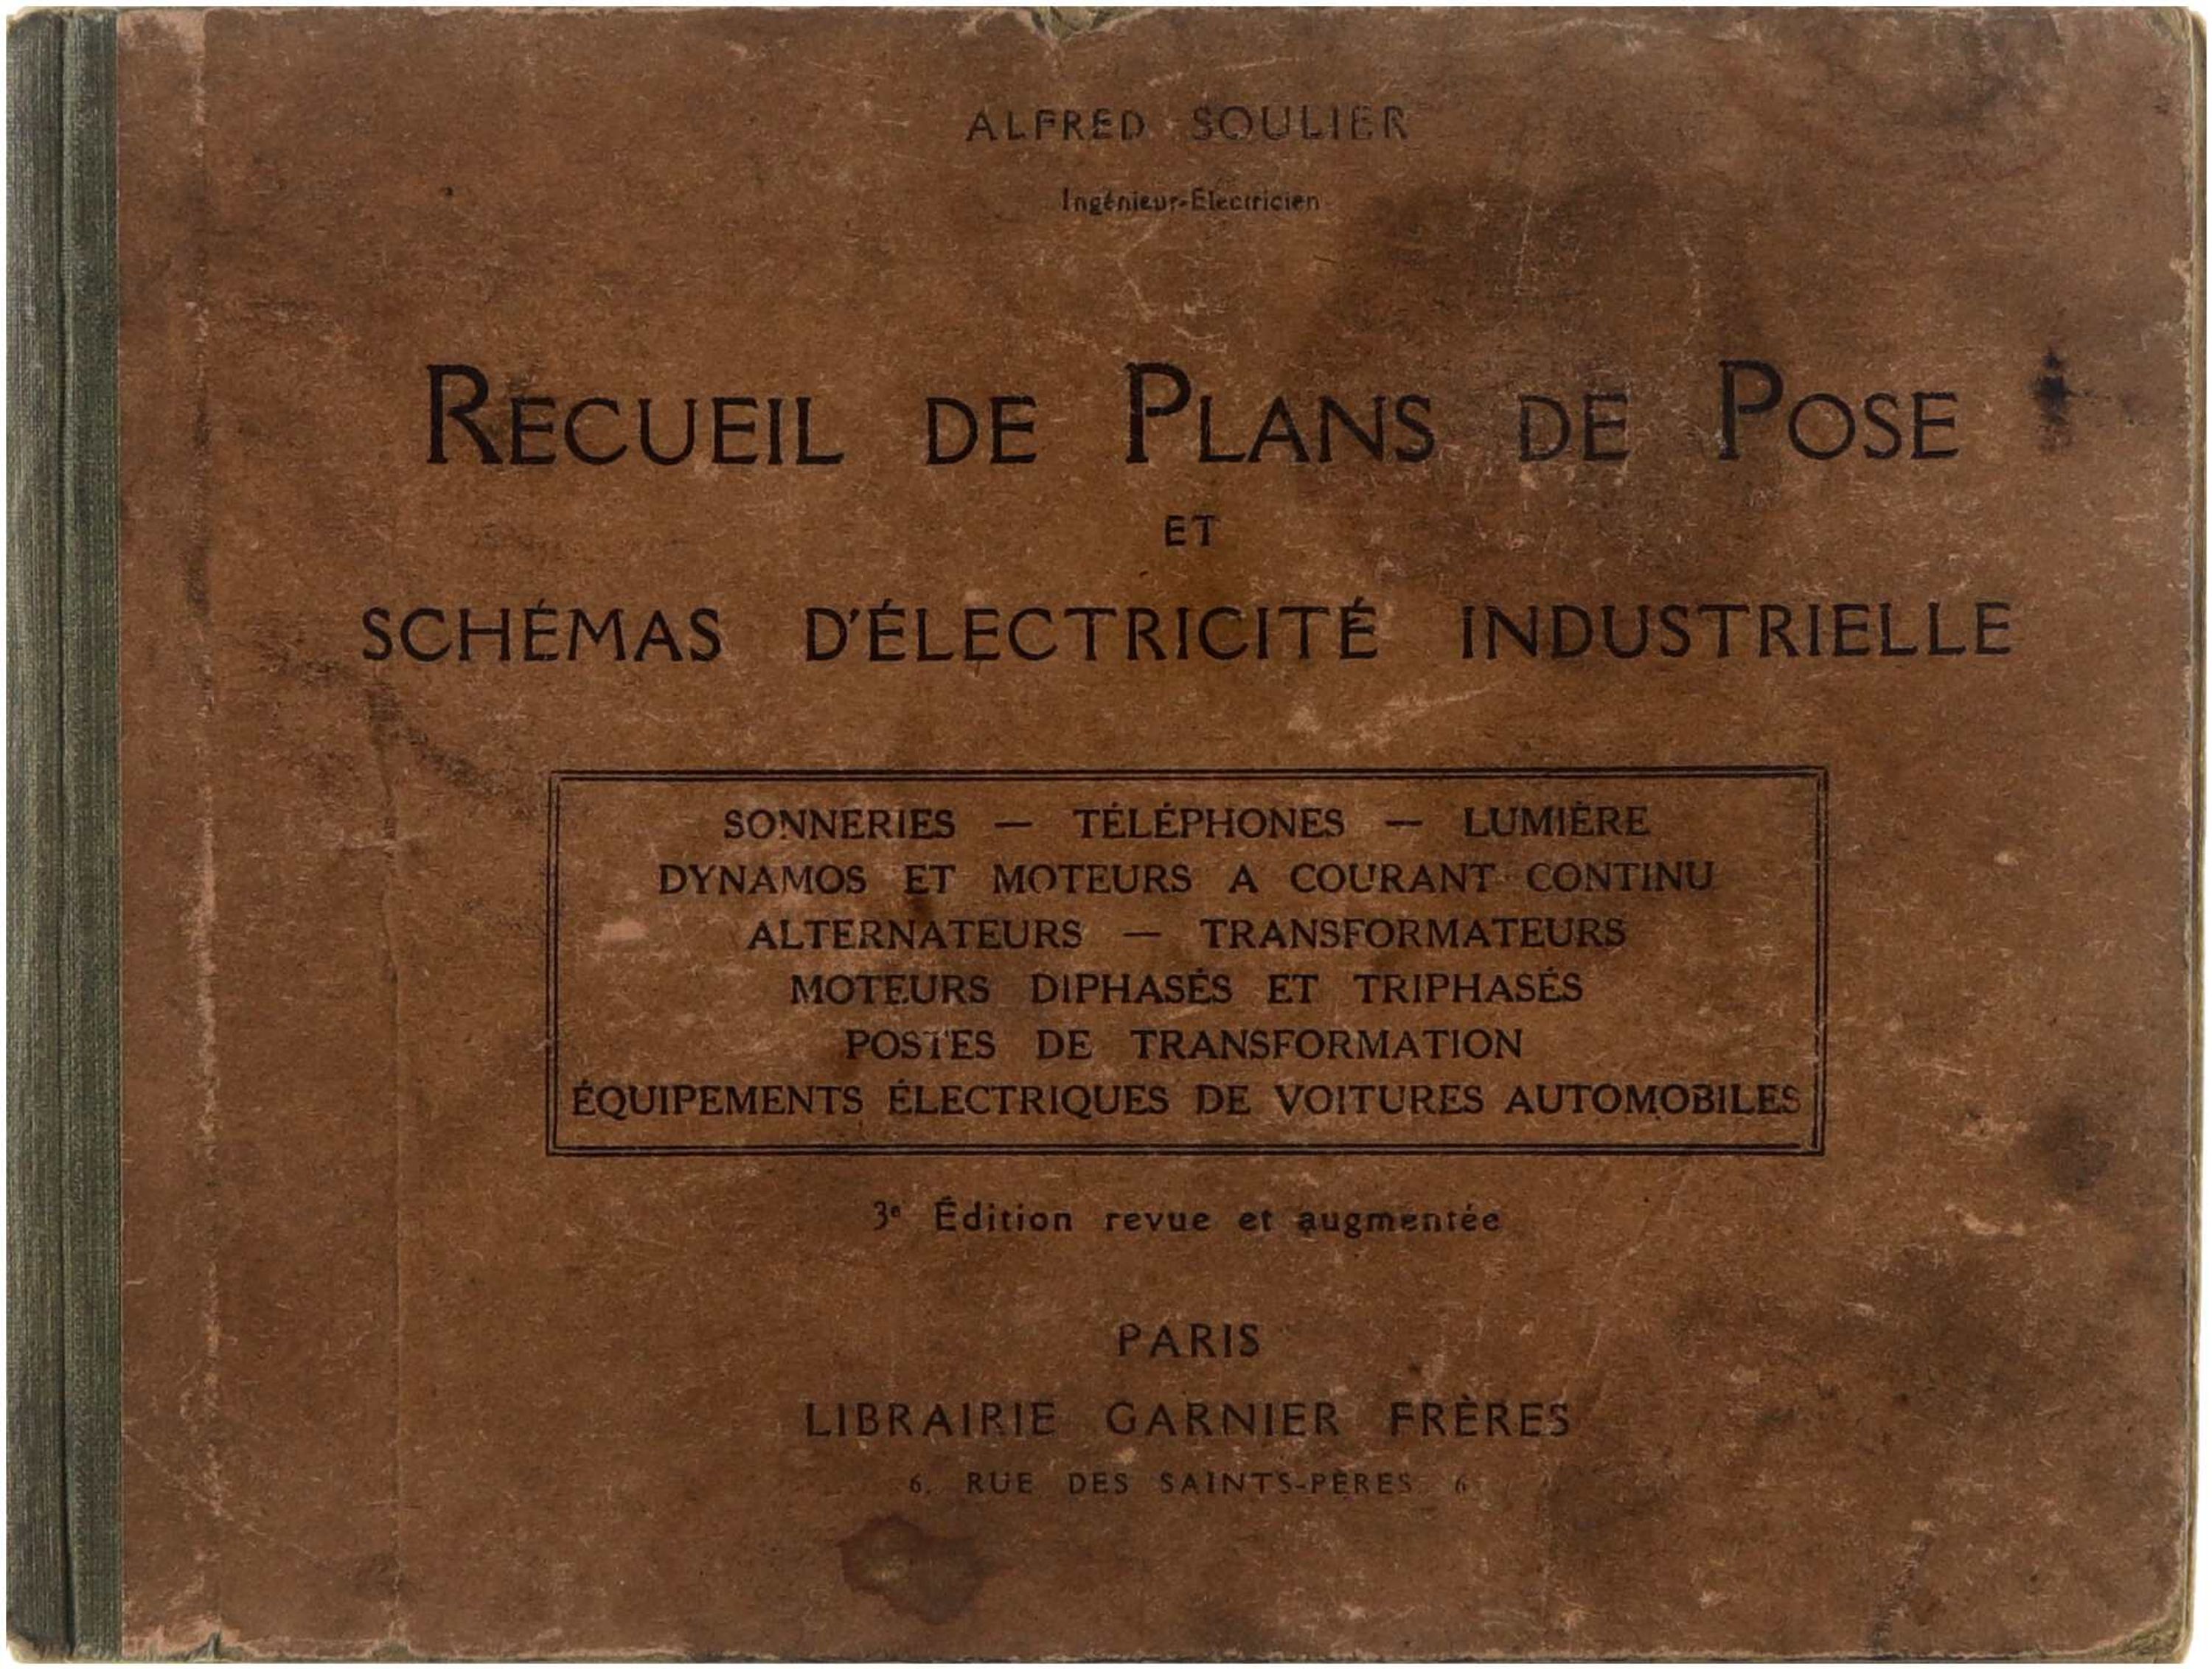 ALFRED SOULIER
Ingénieur-Électricien
RECUEIL DE PLANS DE POSE
ET
SCHÉMAS D'ÉLECTRICITÉ INDUSTRIELLE
SONNERIES — TÉLÉPHONES — LUMIÈRE
DYNAMOS ET MOTEURS A COURANT CONTINU
ALTERNATEURS — TRANSFORMATEURS
MOTEURS DIPHASÉS ET TRIPHASÉS
POSTES DE TRANSFORMATION
ÉQUIPEMENTS ÉLECTRIQUES DE VOITURES AUTOMOBILES
3e Édition revue et augmentée
PARIS
LIBRAIRIE GARNIER FRÈRES
6, RUE DES SAINTS-PÈRES 6